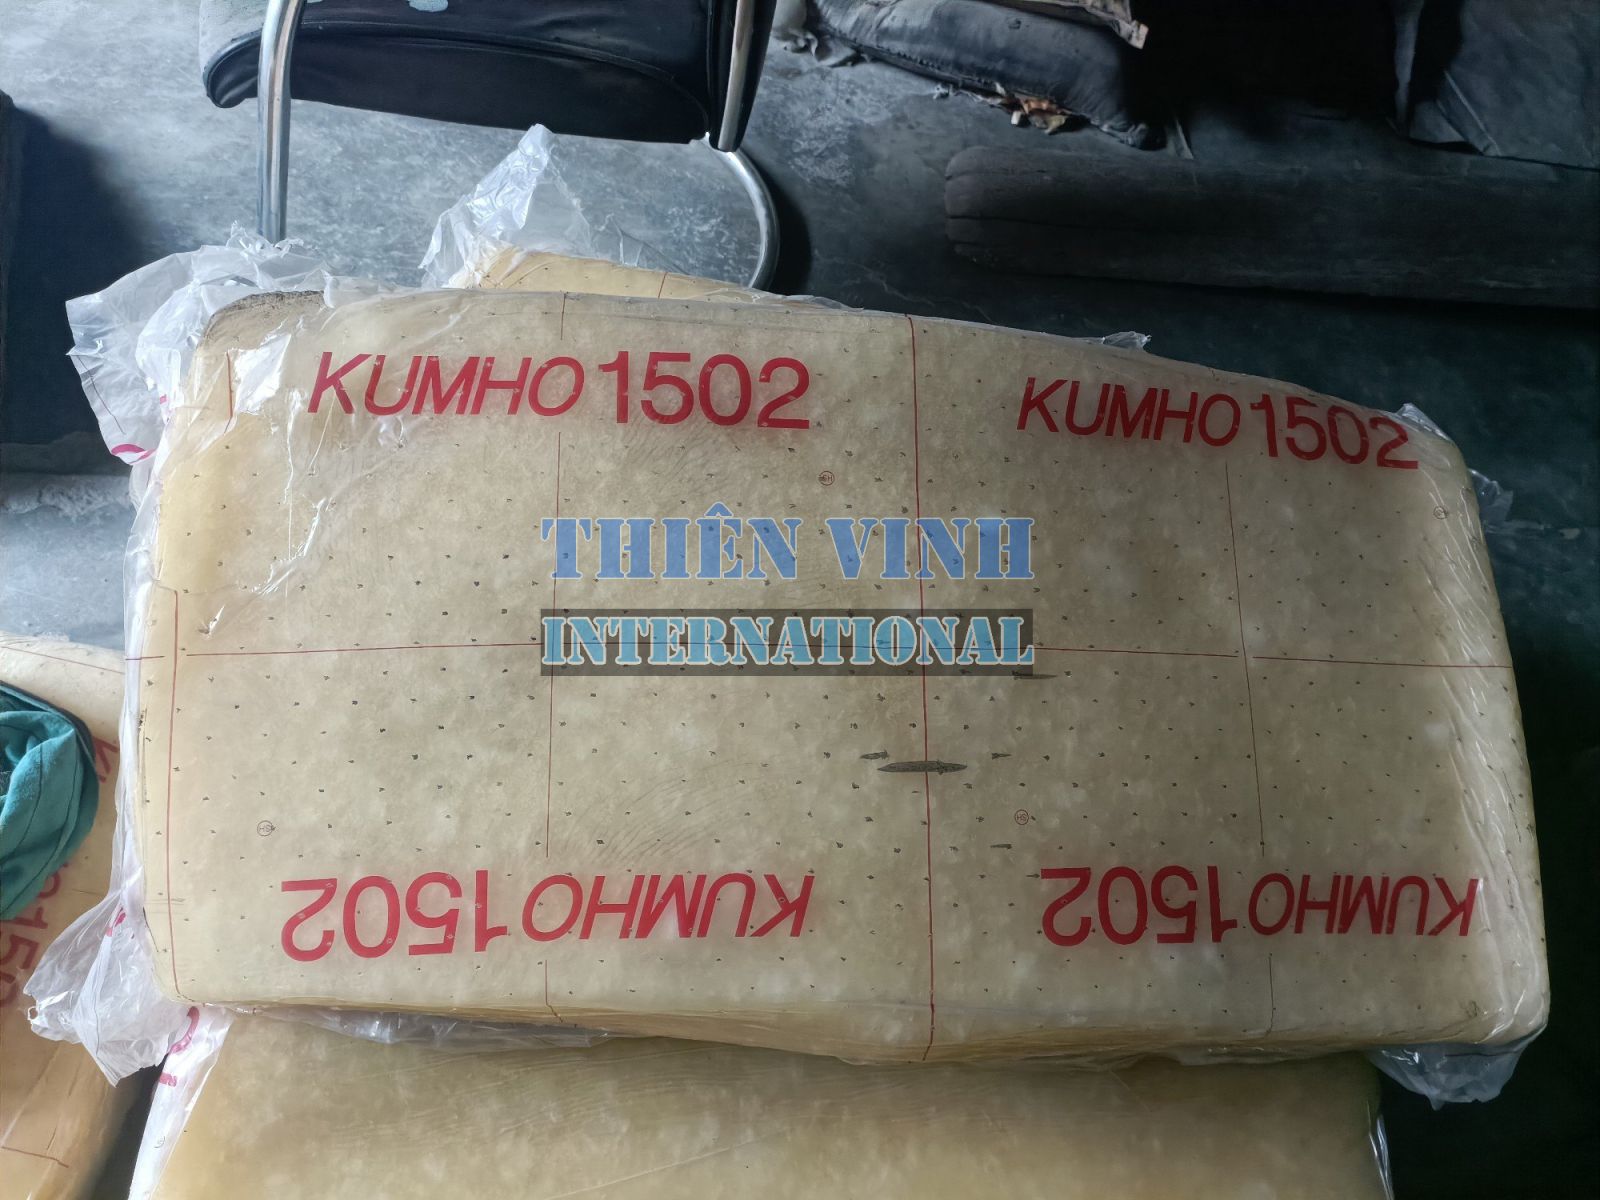 KUMHO 1502 KUMHO 1502
THIÊN VINH
INTERNATIONAL
KUMHO 1502 KUMHO 1502